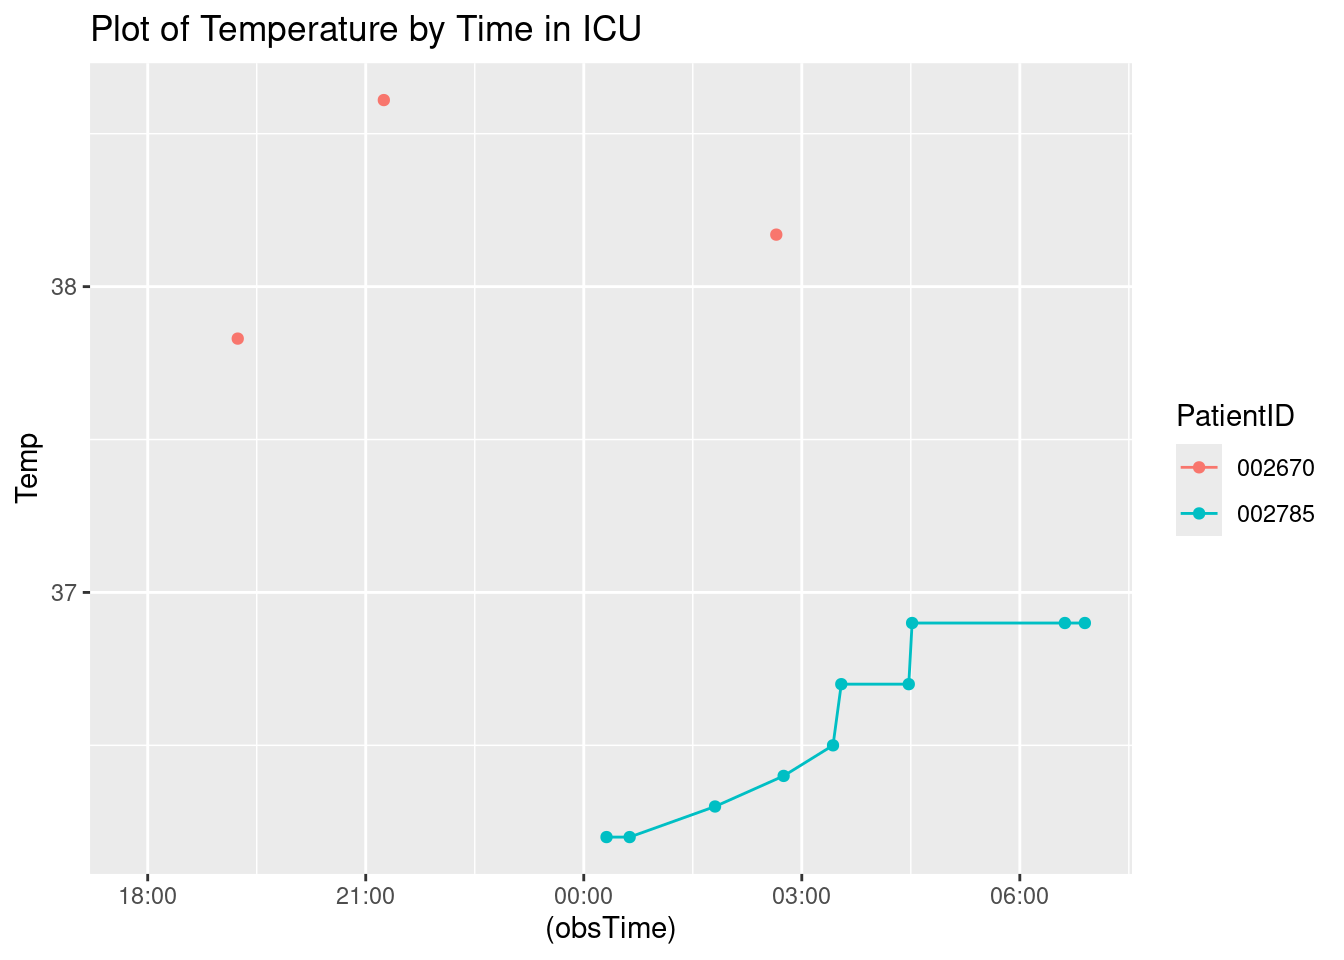 Plot of Temperature by Time in ICU
38
37
Temp
18:00 21:00 00:00 03:00 06:00
(obsTime)
PatientID
002670
002785